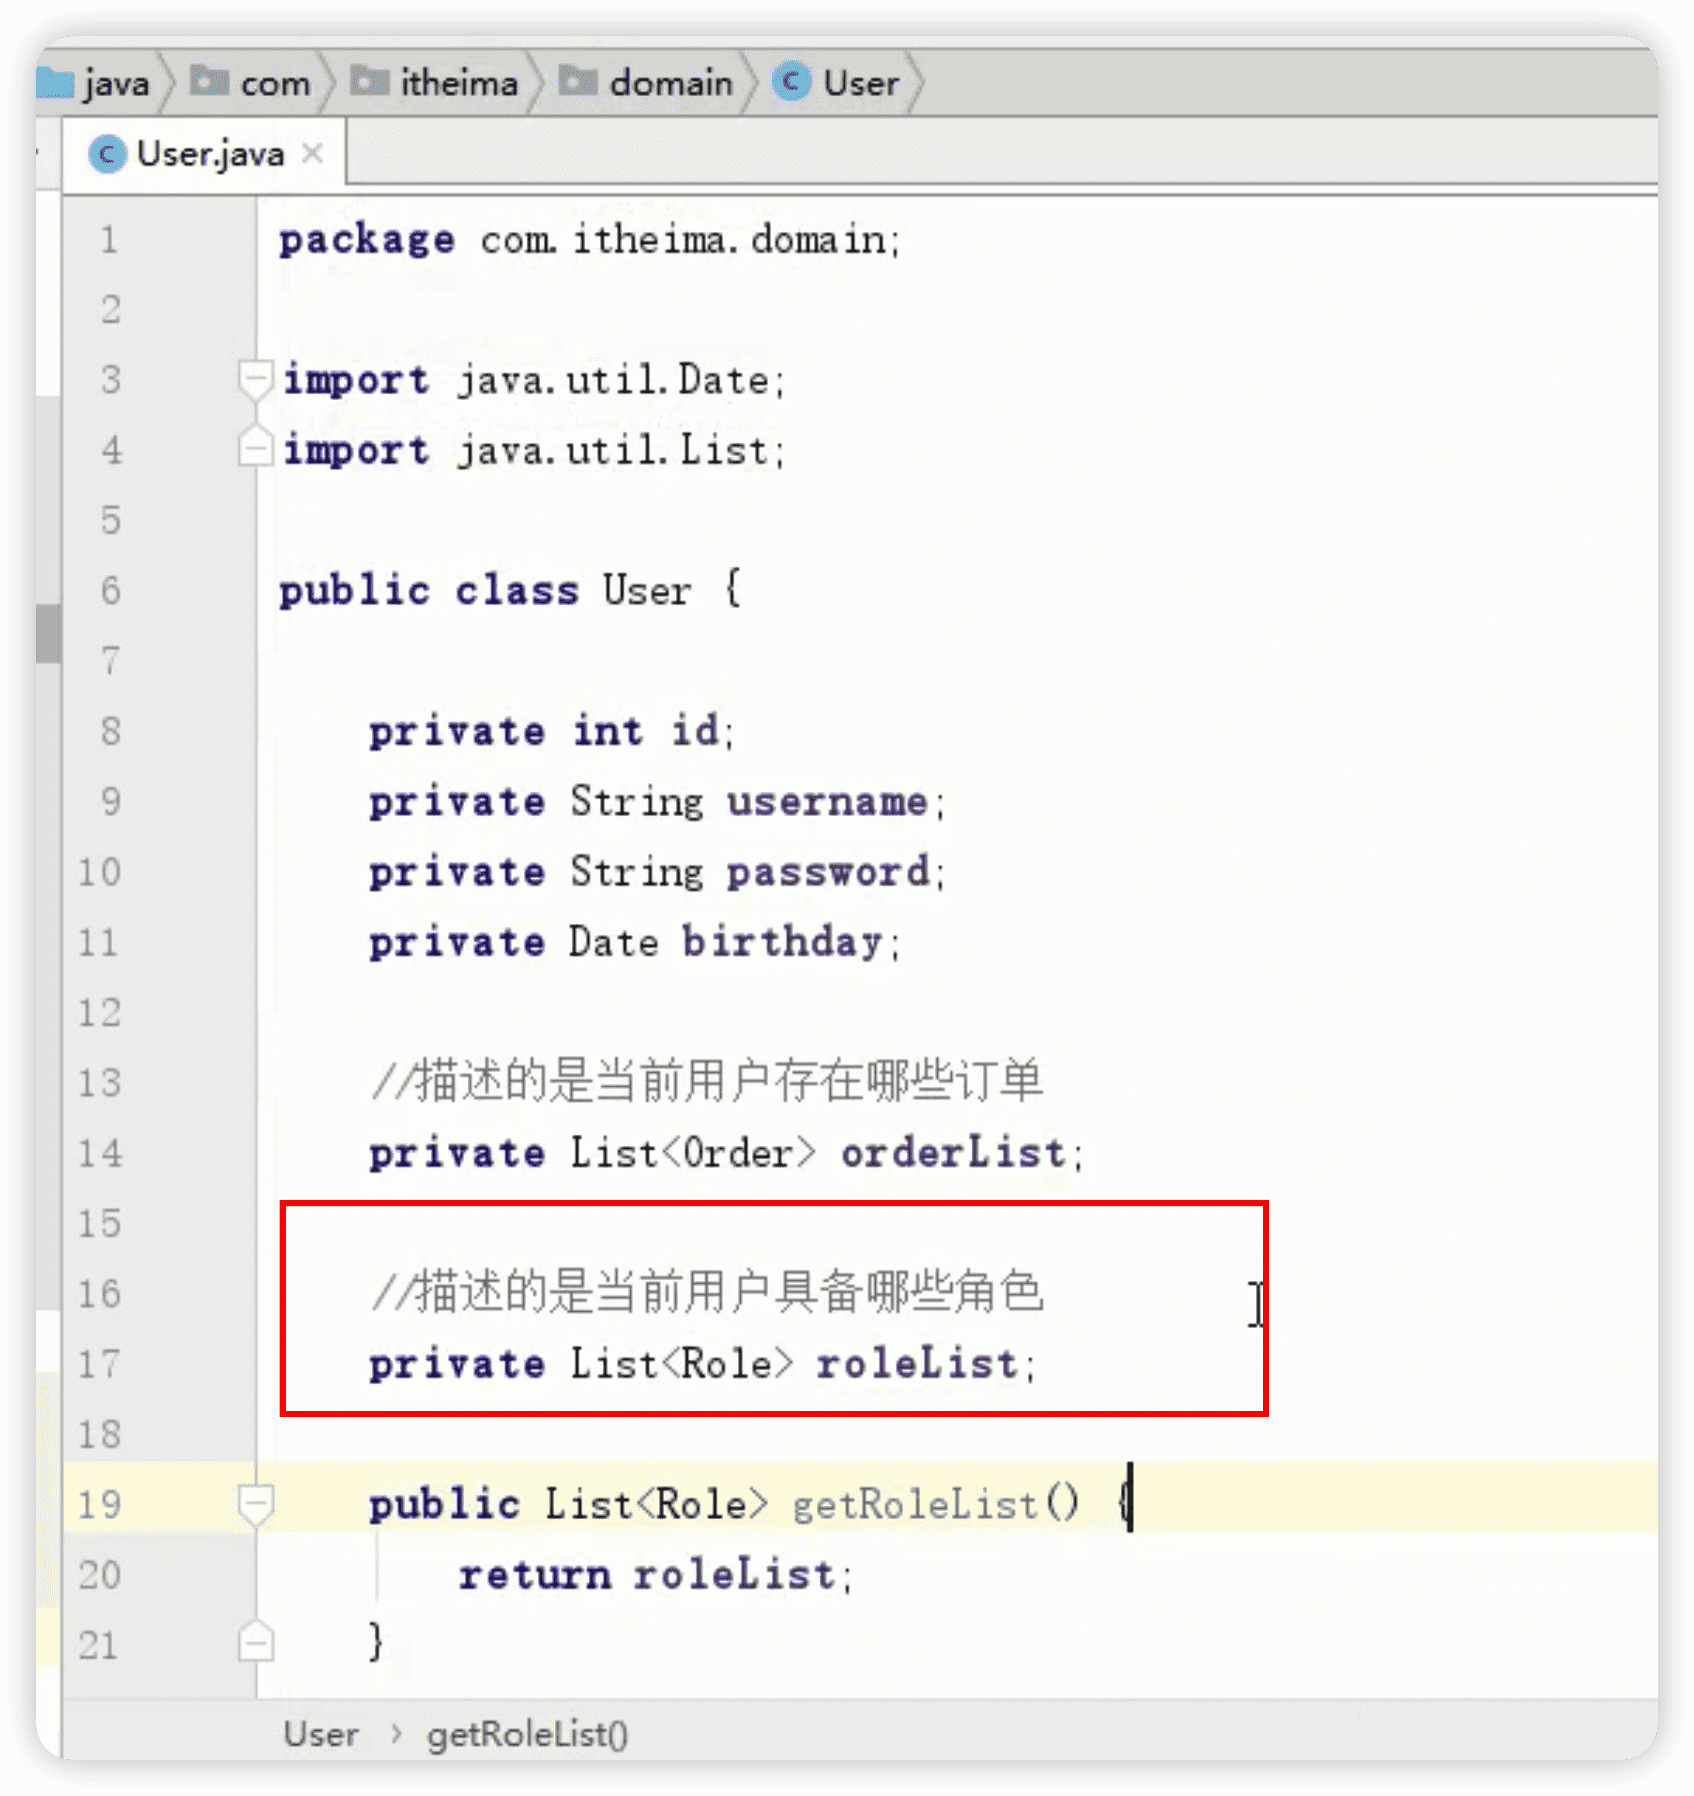 java com itheima domain User
User.java
1 package com.itheima.domain;
2
3 import java.util.Date;
4 import java.util.List;
5
6 public class User {
7
8 private int id;
9 private String username;
10 private String password;
11 private Date birthday;
12
13 //描述的是当前用户存在哪些订单
14 private List<Order> orderList;
15
16 //描述的是当前用户具备哪些角色
17 private List<Role> roleList;
18
19 public List<Role> getRoleList() {
20 return roleList;
21 }
User › getRoleList()